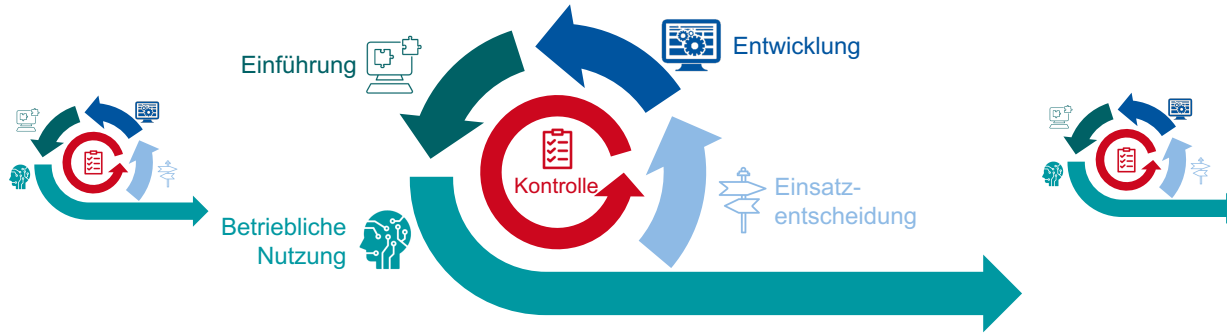 Einführung
Entwicklung
Kontrolle
Einsatz-
entscheidung
Betriebliche
Nutzung